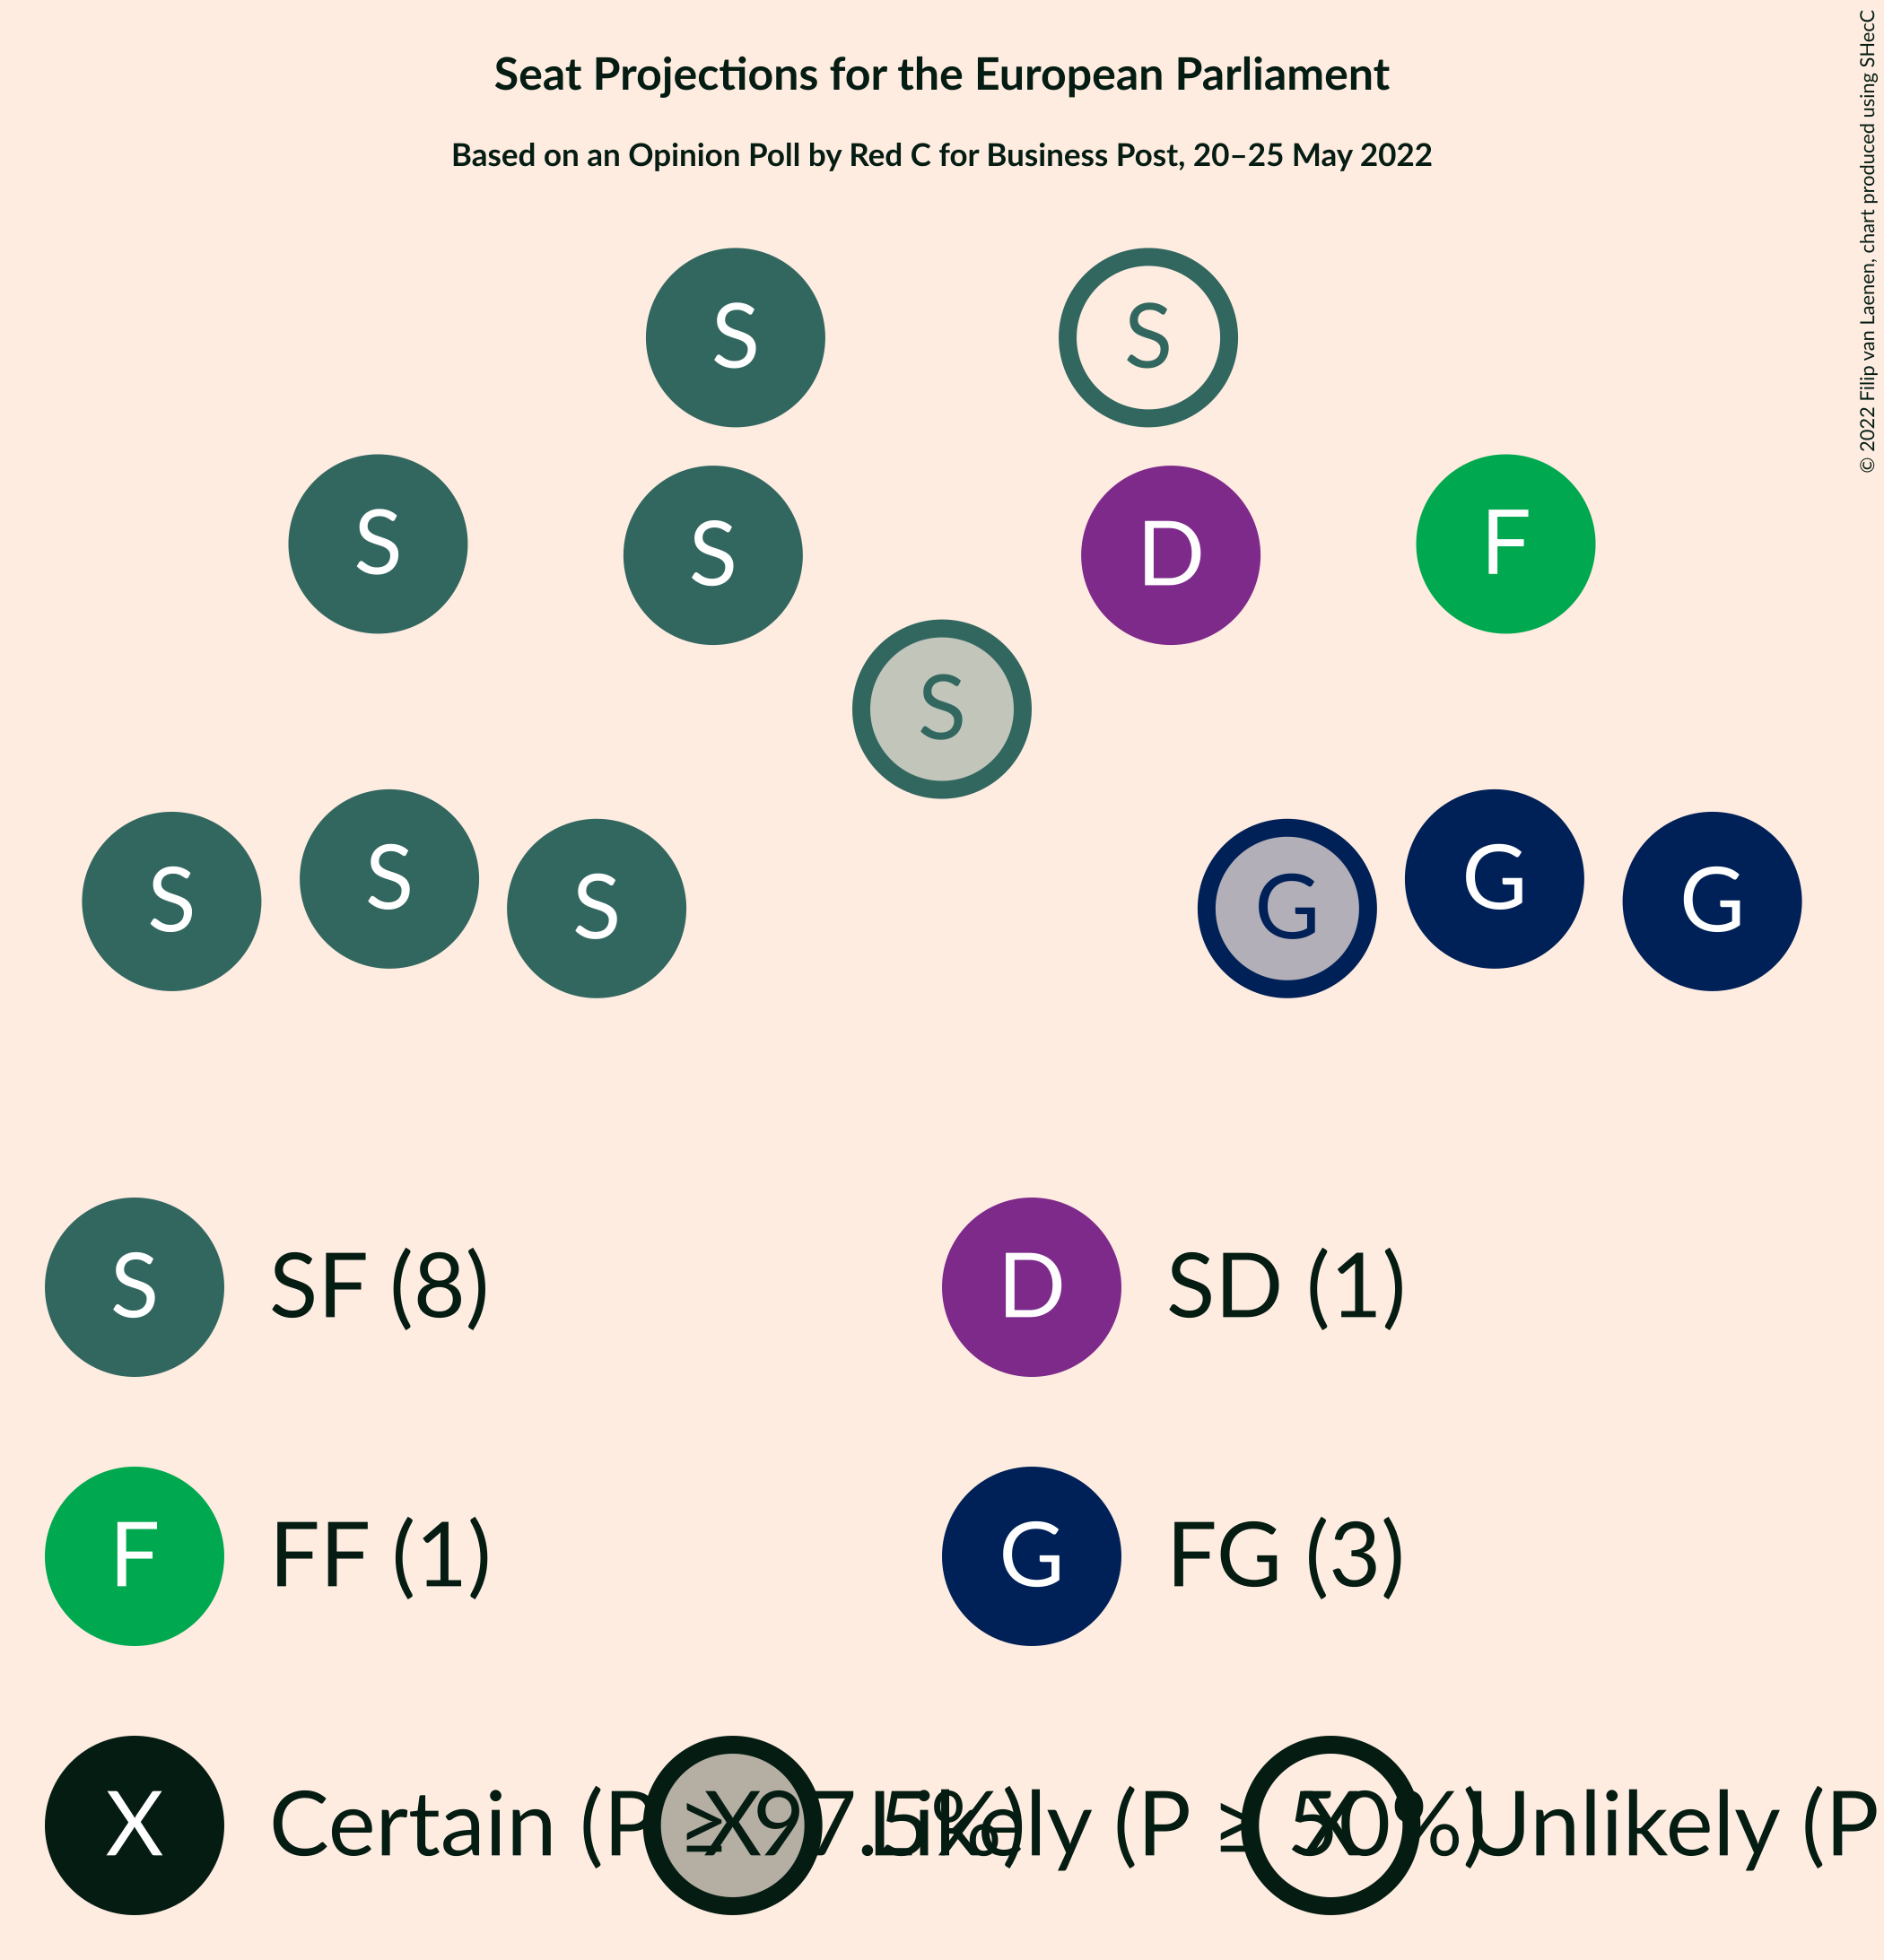 Seat Projections for the European Parliament
Based on an Opinion Poll by Red C for Business Post, 20–25 May 2022
© 2022 Filip van Laenen, chart produced using SHecC
S S
S S D F
S
S S S G G G
S SF (8) D SD (1)
F FF (1) G FG (3)
X Certain (P ≥ 97.5%) X Likely (P ≥ 50%) X Unlikely (P